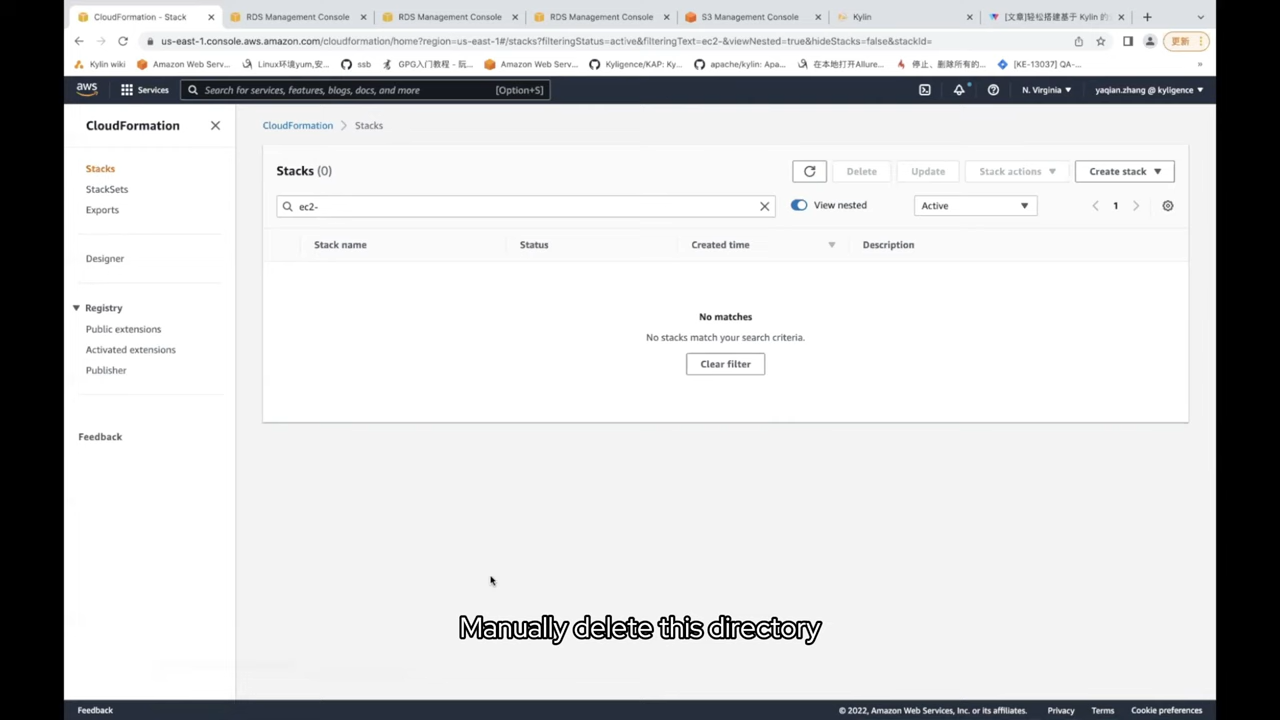 CloudFormation - Stack
RDS Management Console
RDS Management Console
RDS Management Console
S3 Management Console
Kylin
[文章]轻松搭建基于 Kylin 的
us-east-1.console.aws.amazon.com/cloudformation/home?region=us-east-1#/stacks?filteringStatus=active&filteringText=ec2-&viewNested=true&hideStacks=false&stackId=
更新
Kylin wiki
Amazon Web Serv...
Linux环境yum,安...
ssb
GPG入门教程 - 阮...
Amazon Web Serv...
Kyligence/KAP: Ky...
apache/kylin: Apa...
在本地打开Allure...
停止、删除所有的...
[KE-13037] QA-...
»
aws
Services
Search for services, features, blogs, docs, and more
[Option+S]
N. Virginia
yaqian.zhang @ kyligence
CloudFormation
Stacks
StackSets
Exports
Designer
Registry
Public extensions
Activated extensions
Publisher
Feedback
CloudFormation
Stacks
Stacks (0)
Delete
Update
Stack actions
Create stack
ec2-
View nested
Active
1
Stack name
Status
Created time
Description
No matches
No stacks match your search criteria.
Clear filter
Manually delete this directory
Feedback
© 2022, Amazon Web Services, Inc. or its affiliates.
Privacy
Terms
Cookie preferences